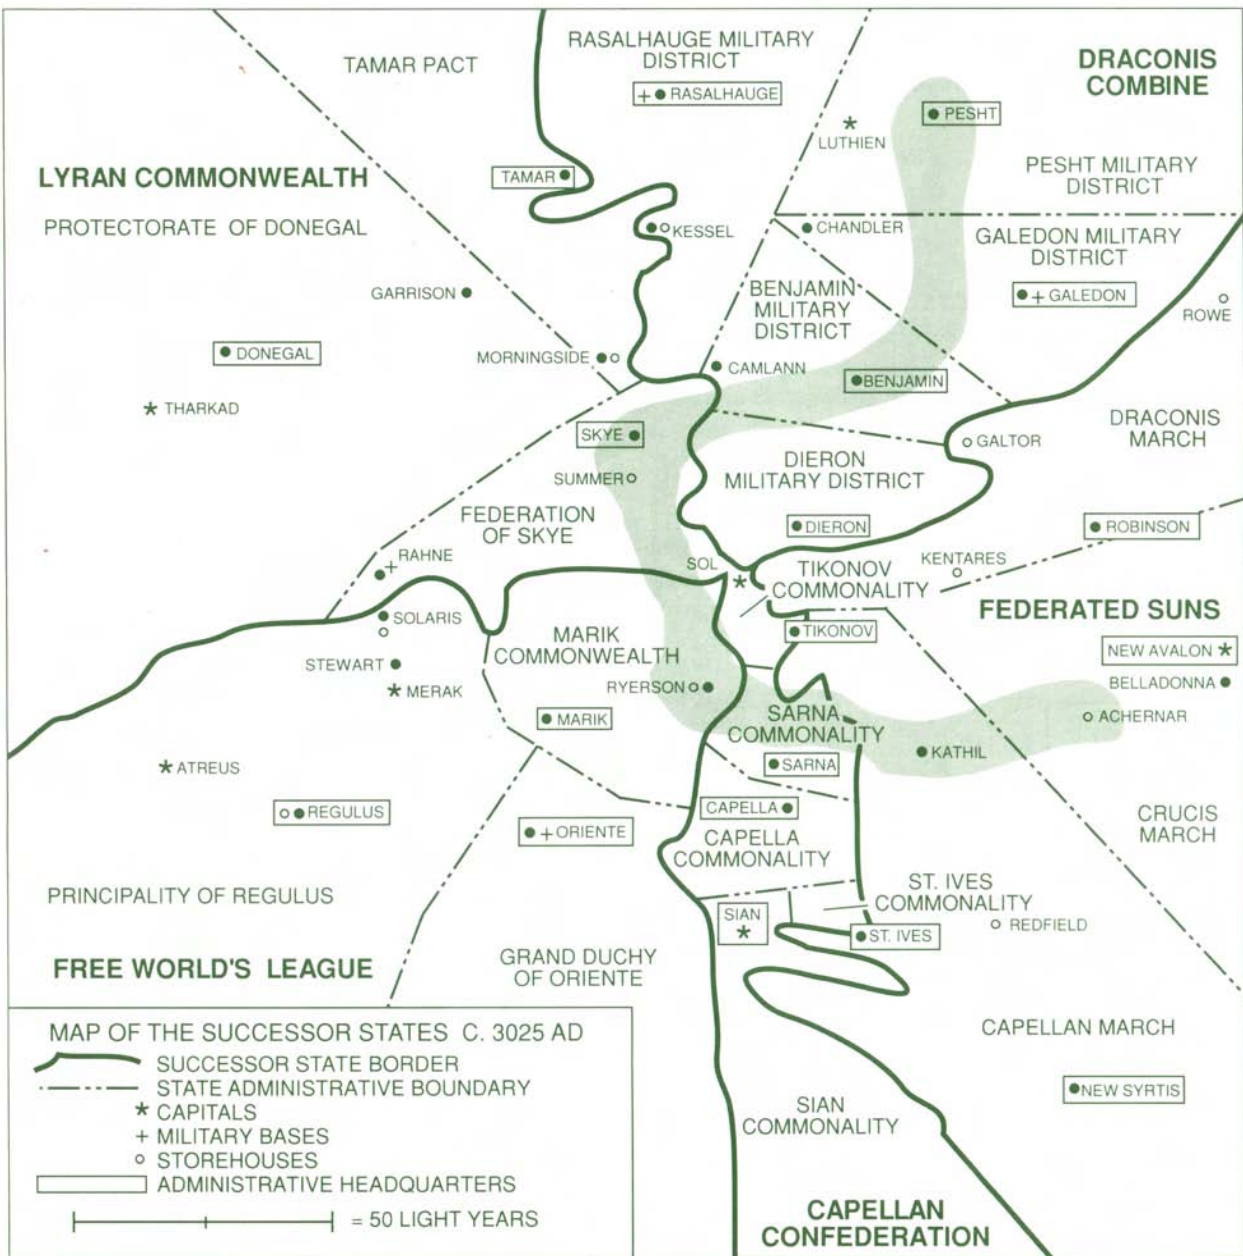 TAMAR PACT
RASALHAUGE MILITARY
DISTRICT
+ ● RASALHAUGE
DRACONIS
COMBINE
* LUTHIEN
● PESHT
PESHT MILITARY
DISTRICT
LYRAN COMMONWEALTH
PROTECTORATE OF DONEGAL
TAMAR ●
● ○ KESSEL
● CHANDLER
GALEDON MILITARY
DISTRICT
● + GALEDON
○ ROWE
GARRISON ●
BENJAMIN
MILITARY
DISTRICT
● DONEGAL
MORNINGSIDE ● ○
● CAMLANN
● BENJAMIN
* THARKAD
DRACONIS
MARCH
SKYE ●
○ GALTOR
SUMMER ○
DIERON
MILITARY DISTRICT
FEDERATION
OF SKYE
● DIERON
● ROBINSON
RAHNE
● +
SOL
*
TIKONOV
COMMONALITY
KENTARES
○
● SOLARIS
○
FEDERATED SUNS
MARIK
COMMONWEALTH
● TIKONOV
NEW AVALON *
STEWART ●
* MERAK
RYERSON ○ ●
BELLADONNA ●
● MARIK
SARNA
COMMONALITY
○ ACHERNAR
● KATHIL
* ATREUS
● SARNA
○ ● REGULUS
CAPELLA ●
● + ORIENTE
CAPELLA
COMMONALITY
CRUCIS
MARCH
PRINCIPALITY OF REGULUS
ST. IVES
COMMONALITY
SIAN
*
○ REDFIELD
● ST. IVES
FREE WORLD'S LEAGUE
GRAND DUCHY
OF ORIENTE
CAPELLAN MARCH
● NEW SYRTIS
SIAN
COMMONALITY
CAPELLAN
CONFEDERATION
MAP OF THE SUCCESSOR STATES C. 3025 AD
SUCCESSOR STATE BORDER
STATE ADMINISTRATIVE BOUNDARY
* CAPITALS
+ MILITARY BASES
○ STOREHOUSES
ADMINISTRATIVE HEADQUARTERS
= 50 LIGHT YEARS